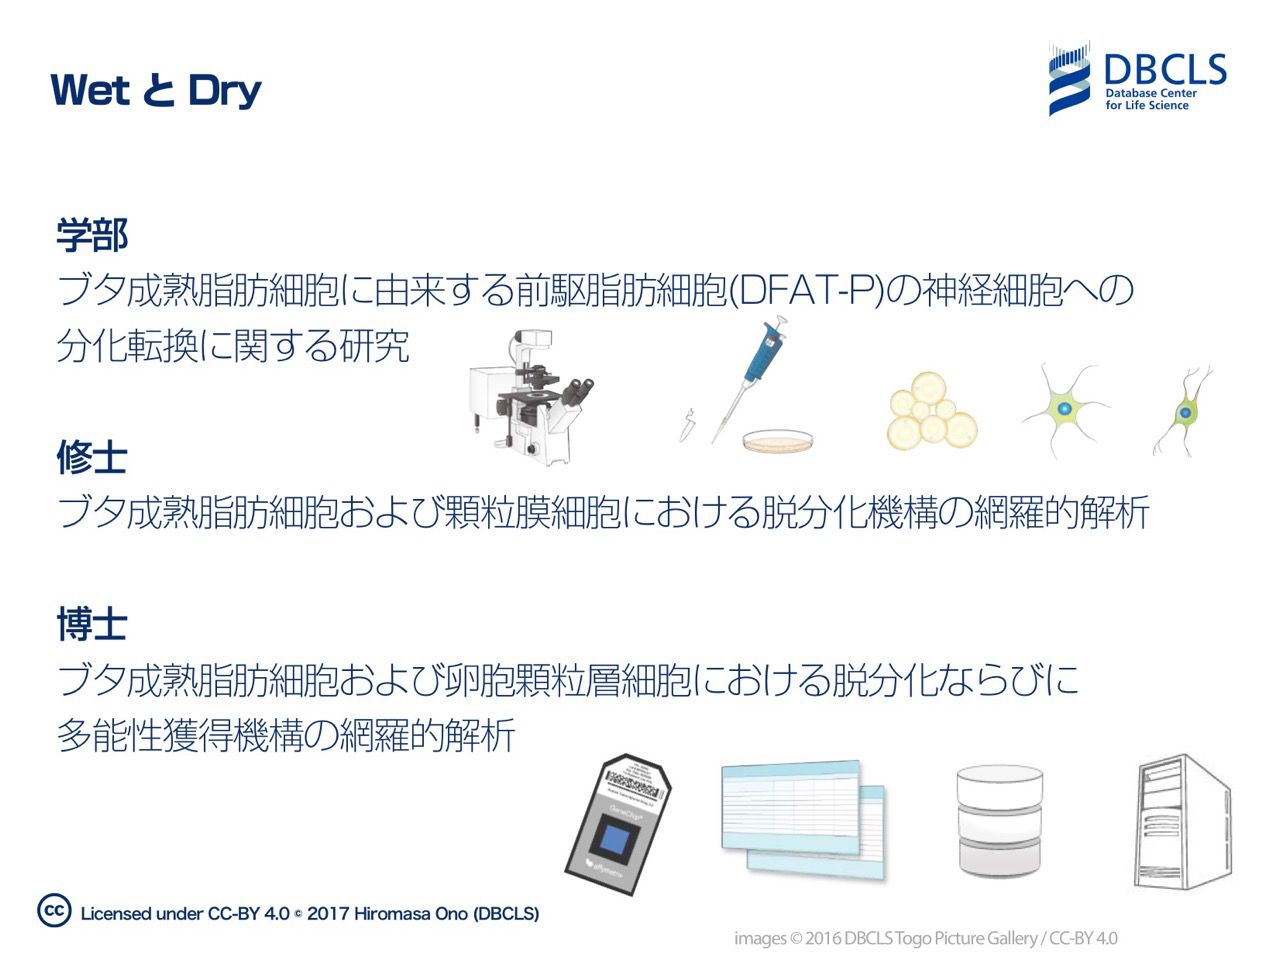 Wet と Dry
DBCLS
Database Center
for Life Science
学部
ブタ成熟脂肪細胞に由来する前駆脂肪細胞(DFAT-P)の神経細胞への
分化転換に関する研究
修士
ブタ成熟脂肪細胞および顆粒膜細胞における脱分化機構の網羅的解析
博士
ブタ成熟脂肪細胞および卵胞顆粒層細胞における脱分化ならびに
多能性獲得機構の網羅的解析
GeneChip®
affymetrix
cc Licensed under CC-BY 4.0 © 2017 Hiromasa Ono (DBCLS)
images © 2016 DBCLS Togo Picture Gallery / CC-BY 4.0